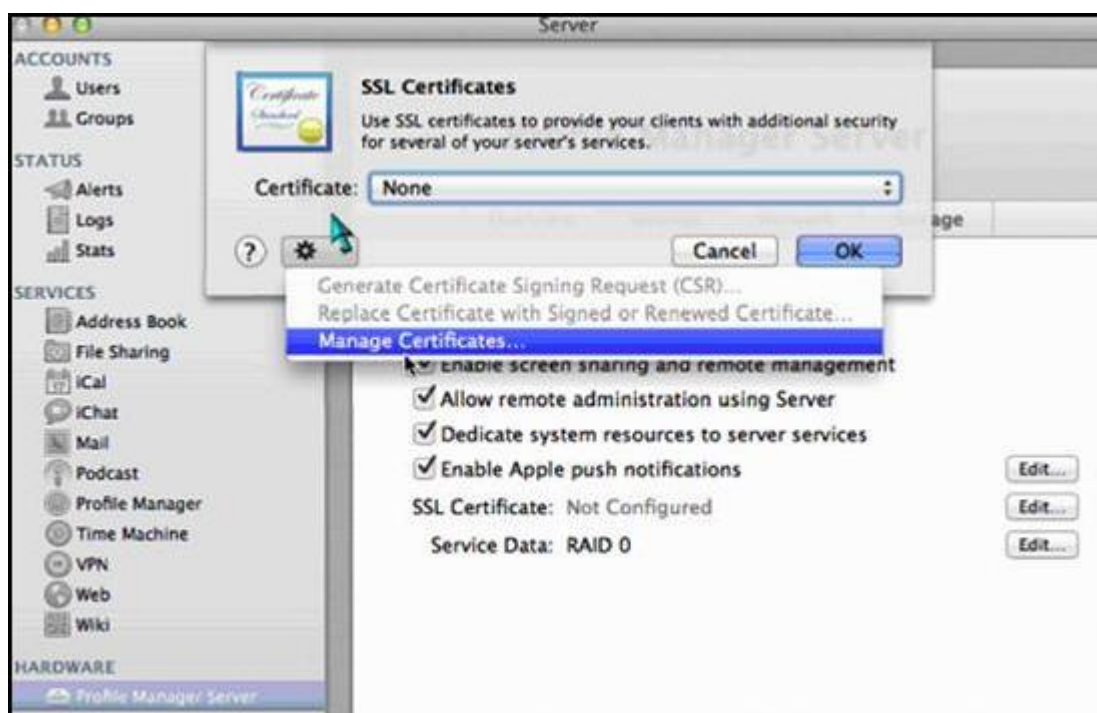 Server
ACCOUNTS
Users
Groups
STATUS
Alerts
Logs
Stats
SERVICES
Address Book
File Sharing
iCal
iChat
Mail
Podcast
Profile Manager
Time Machine
VPN
Web
Wiki
HARDWARE
Profile Manager Server
Certificate
Standard
SSL Certificates
Use SSL certificates to provide your clients with additional security
for several of your server's services.
Manager Server
Certificate: None
age
? Cancel OK
Generate Certificate Signing Request (CSR)...
Replace Certificate with Signed or Renewed Certificate...
Manage Certificates...
Enable screen sharing and remote management
Allow remote administration using Server
Dedicate system resources to server services
Enable Apple push notifications Edit...
SSL Certificate: Not Configured Edit...
Service Data: RAID 0 Edit...